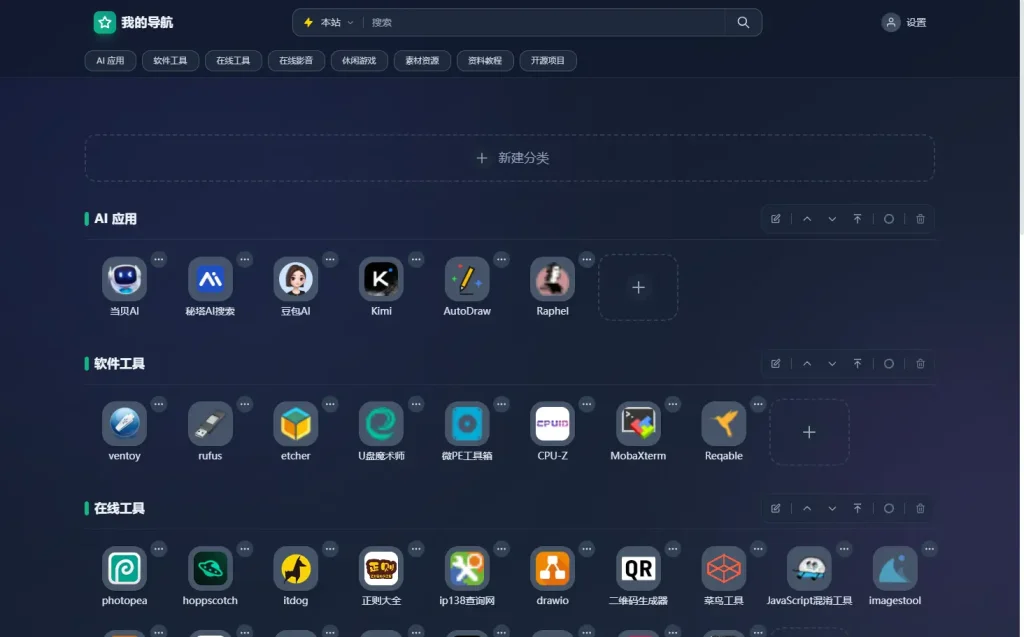 我的导航
本站
搜索
设置
AI 应用
软件工具
在线工具
在线影音
休闲游戏
素材资源
资料教程
开源项目
新建分类
AI 应用
当贝AI
秘塔AI搜索
豆包AI
Kimi
AutoDraw
Raphel
软件工具
CPUID
ventoy
rufus
etcher
U盘魔术师
微PE工具箱
CPU-Z
MobaXterm
Reqable
在线工具
正则
QR
photopea
hoppscotch
itdog
正则大全
ip138查询网
drawio
二维码生成器
菜鸟工具
JavaScript混淆工具
imagestool